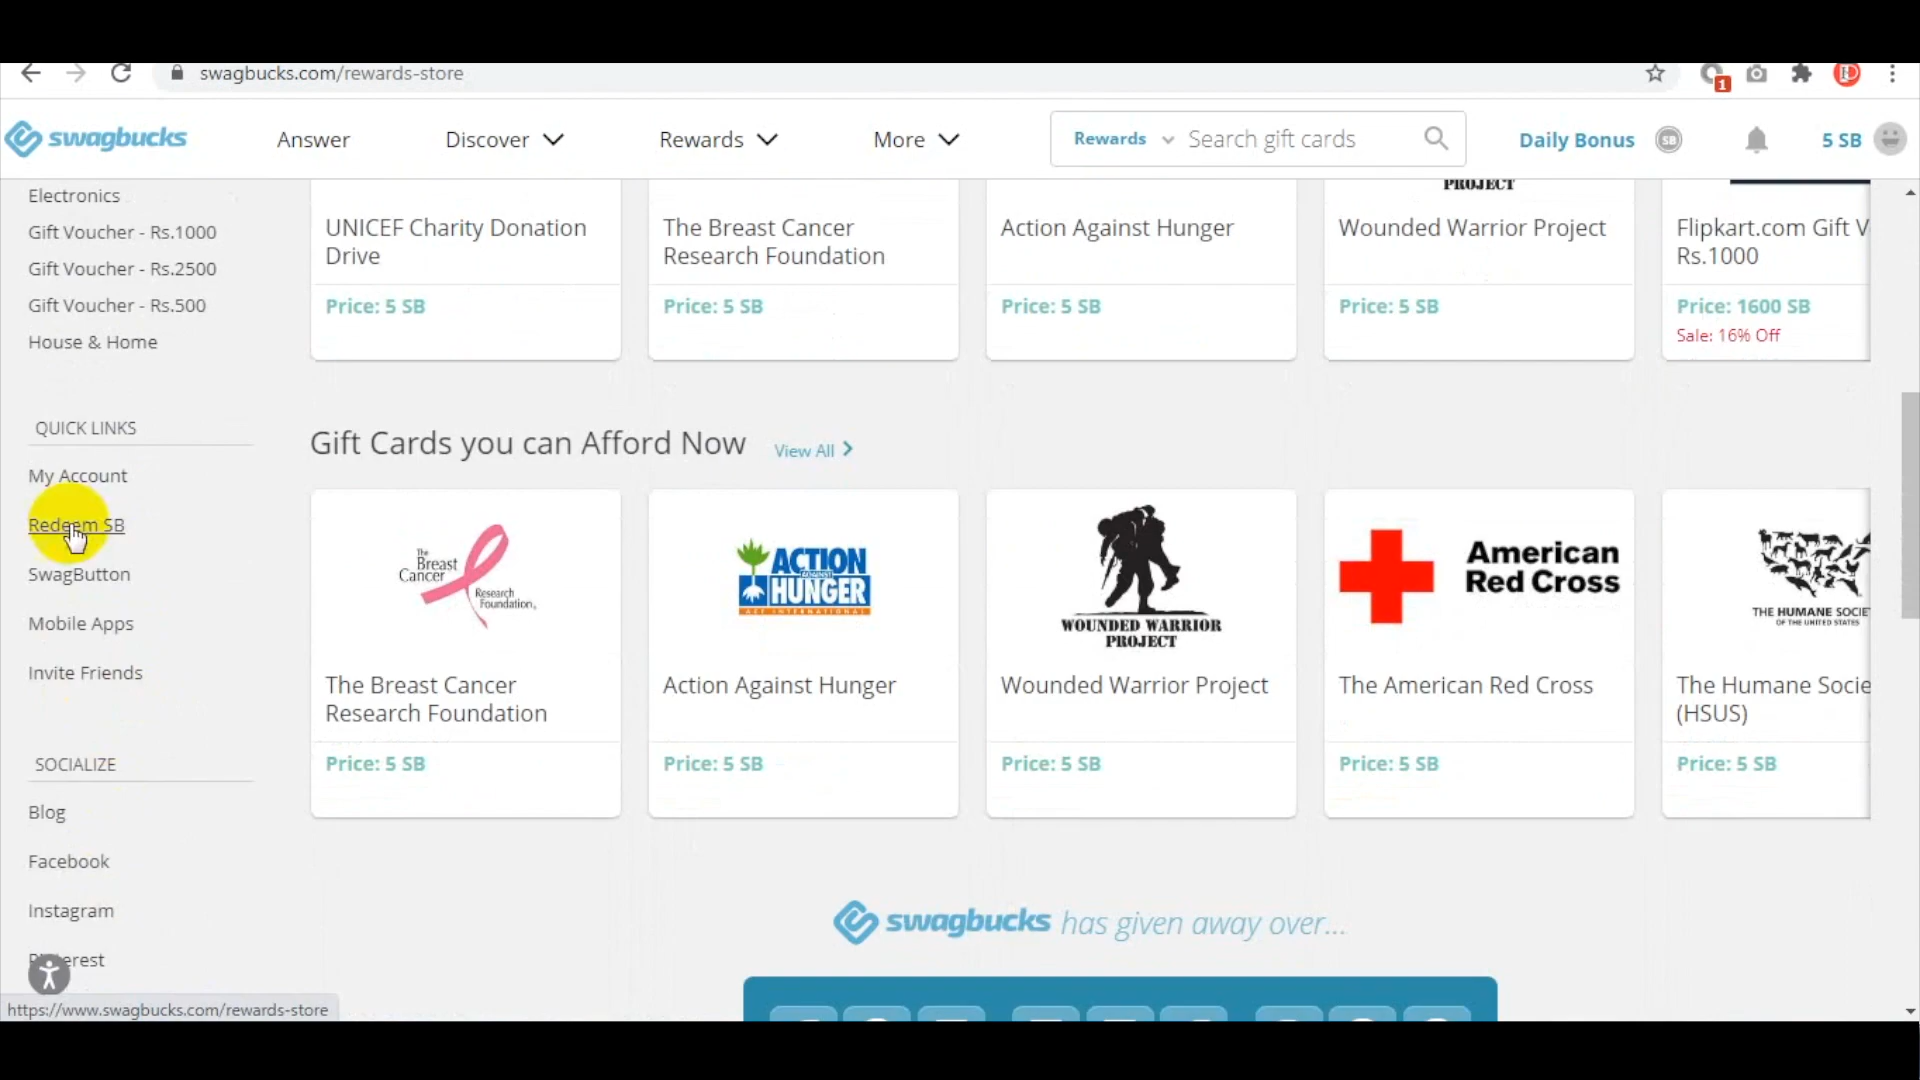 swagbucks.com/rewards-store
1
swagbucks
Answer
Discover
Rewards
More
Rewards
Search gift cards
Daily Bonus
SB
5 SB
Electronics
Gift Voucher - Rs.1000
Gift Voucher - Rs.2500
Gift Voucher - Rs.500
House & Home
QUICK LINKS
My Account
Redeem SB
SwagButton
Mobile Apps
Invite Friends
SOCIALIZE
Blog
Facebook
Instagram
https://www.swagbucks.com/rewards-store
PROJECT
UNICEF Charity Donation
Drive
Price: 5 SB
The Breast Cancer
Research Foundation
Price: 5 SB
Action Against Hunger
Price: 5 SB
Wounded Warrior Project
Price: 5 SB
Flipkart.com Gift V
Rs.1000
Price: 1600 SB
Sale: 16% Off
Gift Cards you can Afford Now
View All
The
Breast
Cancer
Research
Foundation.
The Breast Cancer
Research Foundation
Price: 5 SB
ACTION
AGAINST
HUNGER
ACF INTERNATIONAL
Action Against Hunger
Price: 5 SB
WOUNDED WARRIOR
PROJECT
Wounded Warrior Project
Price: 5 SB
American
Red Cross
The American Red Cross
Price: 5 SB
THE HUMANE SOCIE
OF THE UNITED STATES
The Humane Socie
(HSUS)
Price: 5 SB
swagbucks has given away over...